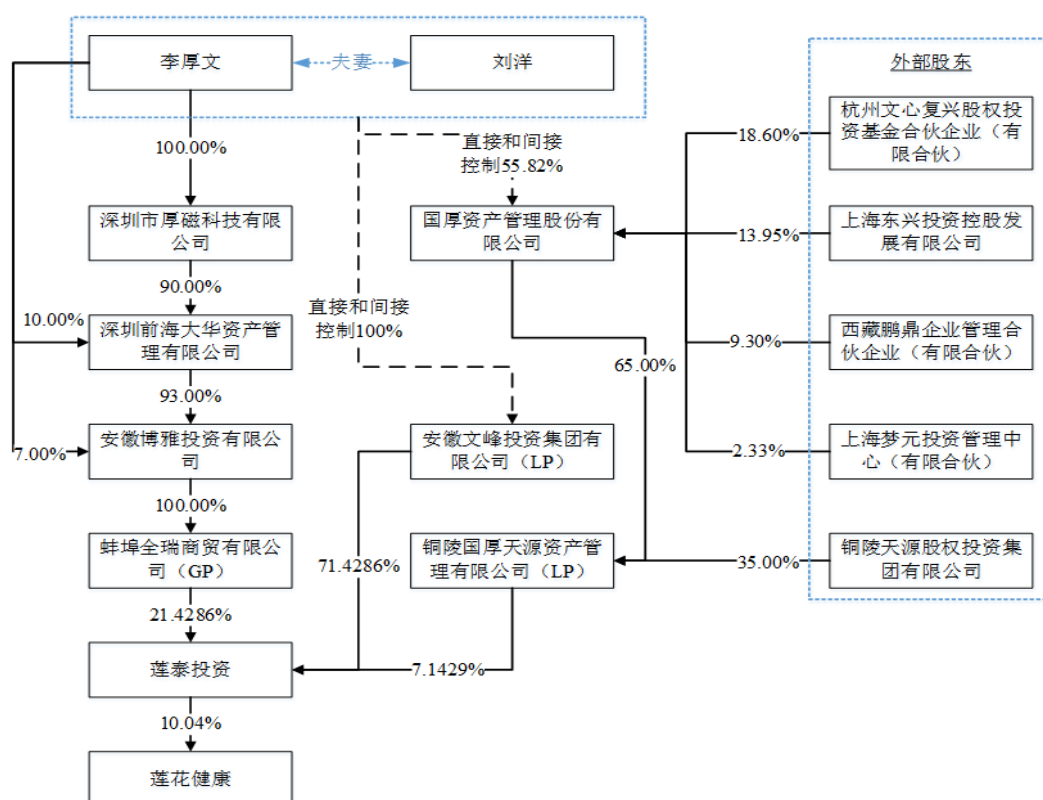 李厚文
夫妻
刘洋
外部股东
杭州文心复兴股权投
资基金合伙企业（有
限合伙）
18.60%
直接和间接
控制55.82%
100.00%
深圳市厚磁科技有限
公司
国厚资产管理股份有
限公司
13.95%
上海东兴投资控股发
展有限公司
90.00%
直接和间接
控制100%
10.00%
深圳前海大华资产管
理有限公司
65.00%
9.30%
西藏鹏鼎企业管理合
伙企业（有限合伙）
93.00%
7.00%
安徽博雅投资有限公
司
安徽文峰投资集团有
限公司（LP）
2.33%
上海梦元投资管理中
心（有限合伙）
100.00%
蚌埠全瑞商贸有限公
司（GP）
71.4286%
铜陵国厚天源资产管
理有限公司（LP）
35.00%
铜陵天源股权投资集
团有限公司
21.4286%
莲泰投资
7.1429%
10.04%
莲花健康